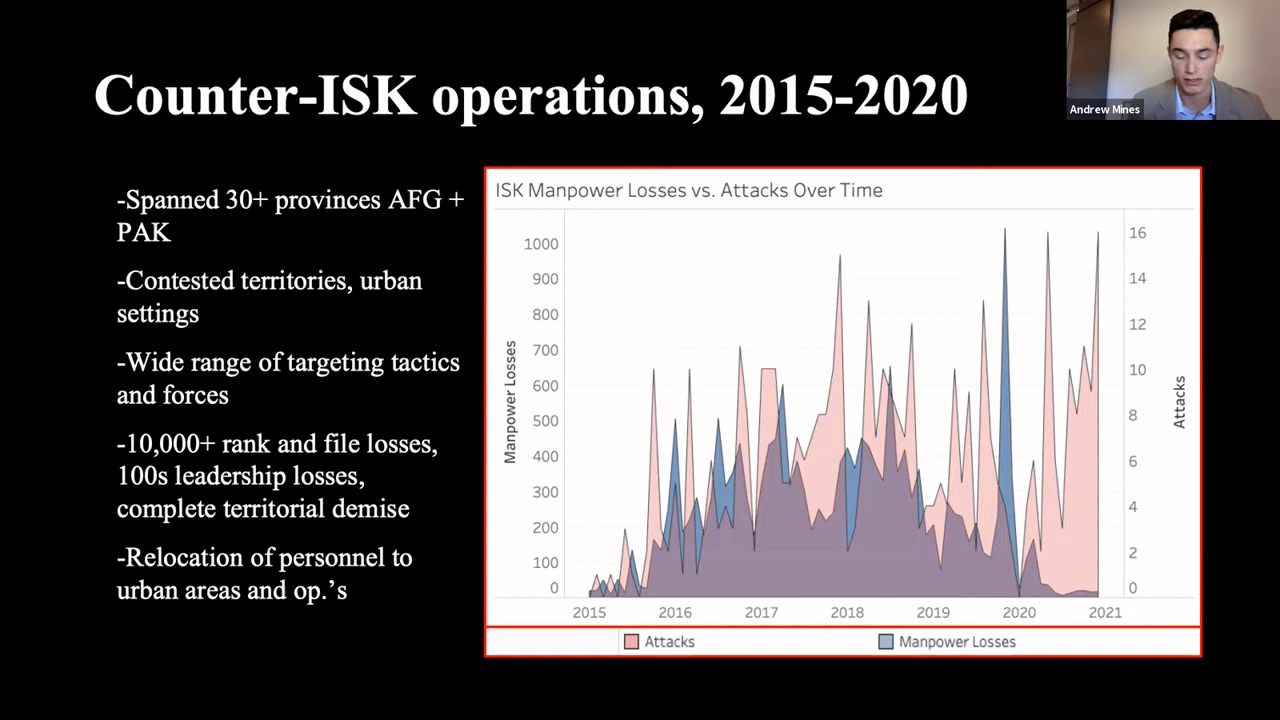 Counter-ISK operations, 2015-2020
Andrew Mines
-Spanned 30+ provinces AFG +
PAK
-Contested territories, urban
settings
-Wide range of targeting tactics
and forces
-10,000+ rank and file losses,
100s leadership losses,
complete territorial demise
-Relocation of personnel to
urban areas and op.'s
ISK Manpower Losses vs. Attacks Over Time
Manpower Losses
1000
900
800
700
600
500
400
300
200
100
0
16
14
12
10
8
6
4
2
0
Attacks
2015 2016 2017 2018 2019 2020 2021
Attacks Manpower Losses